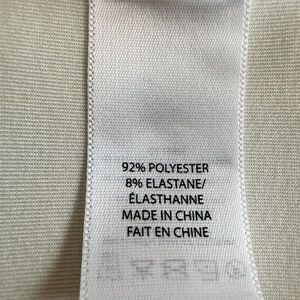 92% POLYESTER
8% ELASTANE/
ÉLASTHANNE
MADE IN CHINA
FAIT EN CHINE